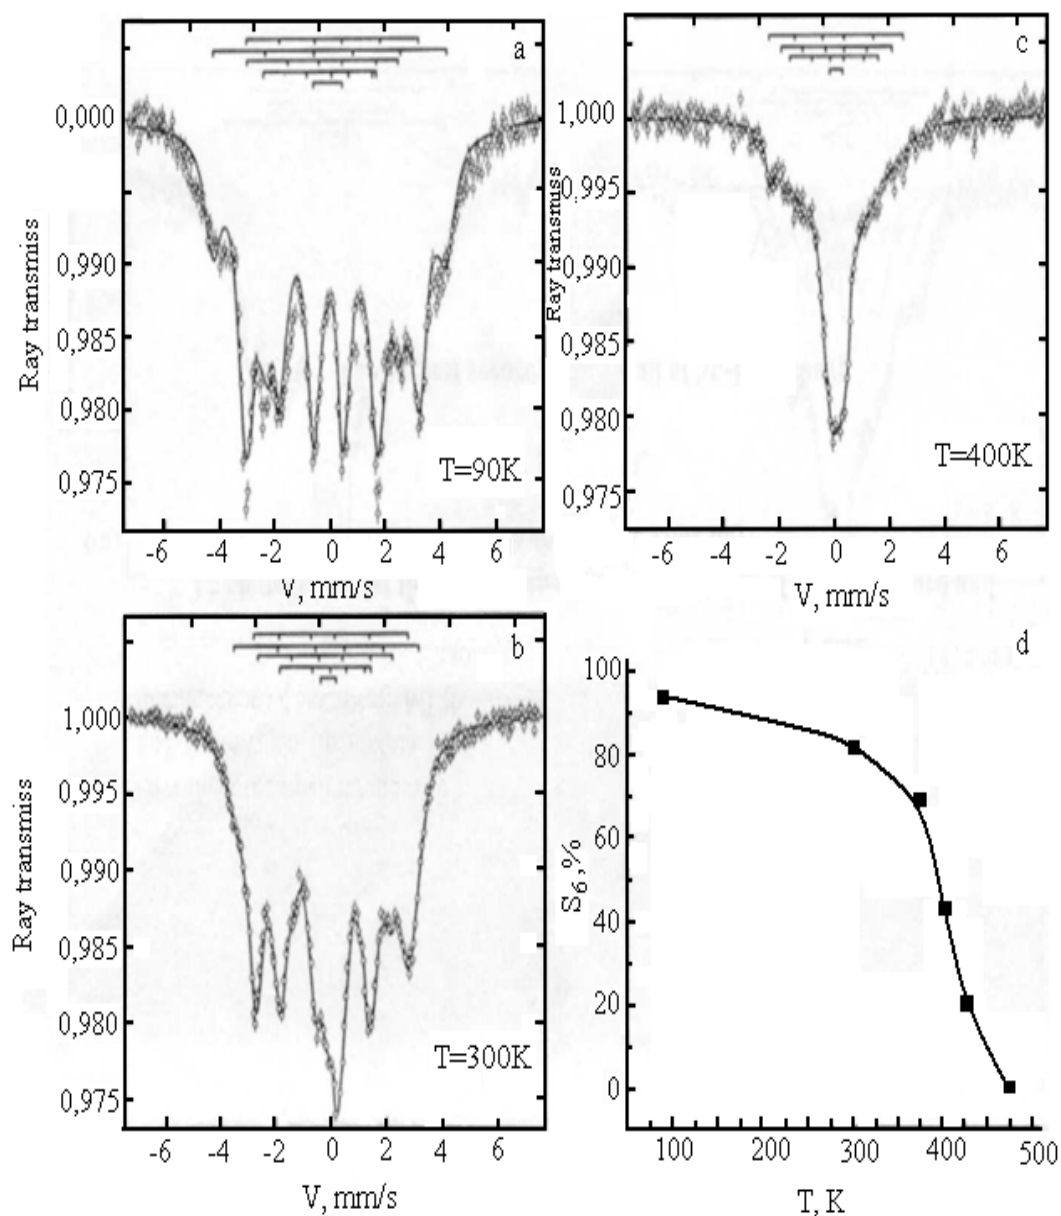 a
0,000
0,990
0,985
0,980
0,975
Ray transmiss
T=90K
-6 -4 -2 0 2 4 6
V, mm/s
c
1,000
0,995
0,990
0,985
0,980
0,975
Ray transmiss
T=400K
-6 -4 -2 0 2 4 6
V, mm/s
b
1,000
0,995
0,990
0,985
0,980
0,975
Ray transmiss
T=300K
-6 -4 -2 0 2 4 6
V, mm/s
d
100
80
60
40
20
0
S6,%
100 200 300 400 500
T, K